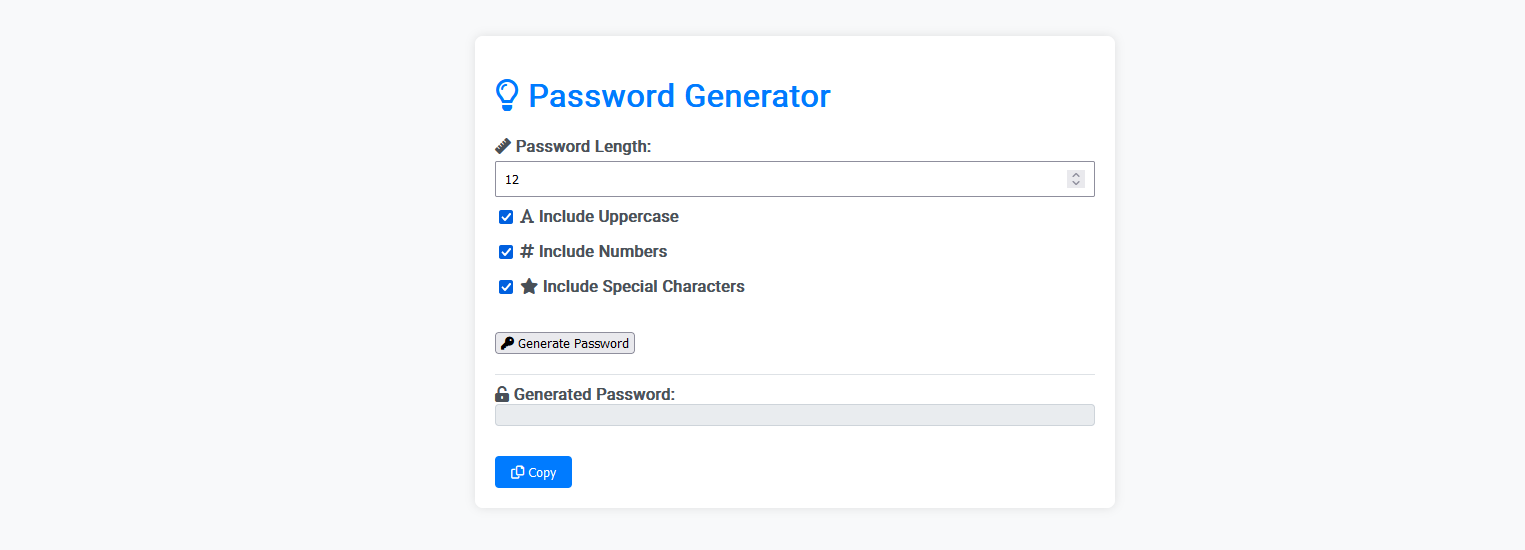 Password Generator
Password Length:
12
Include Uppercase
Include Numbers
Include Special Characters
Generate Password
Generated Password:
Copy